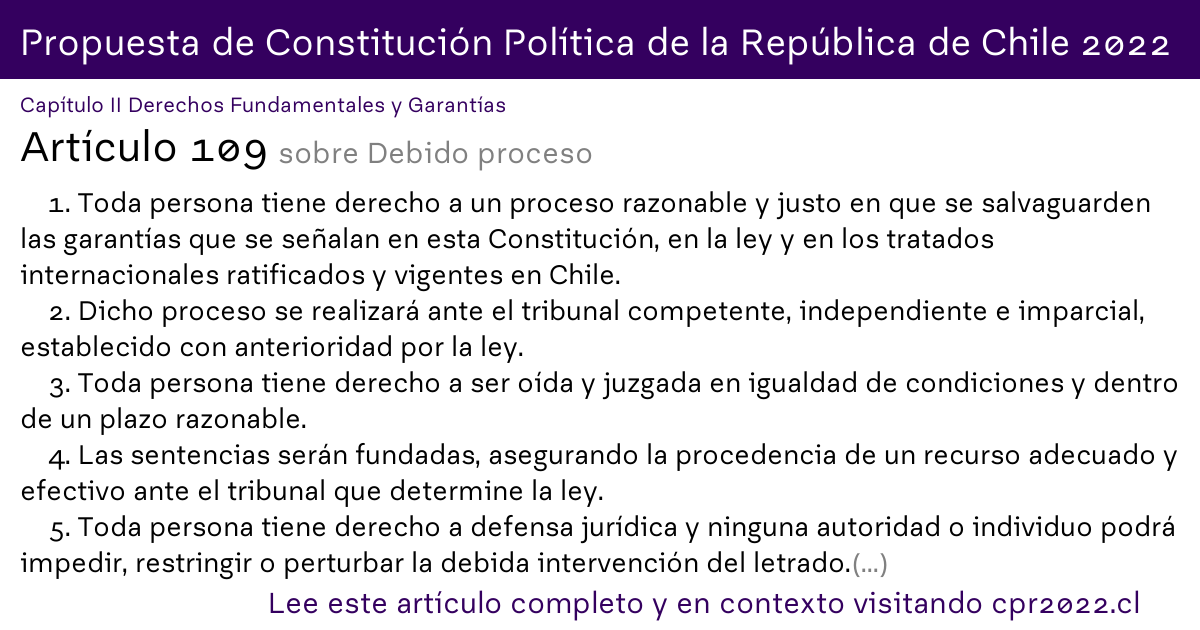 Propuesta de Constitución Política de la República de Chile 2022
Capítulo II Derechos Fundamentales y Garantías
Artículo 109 sobre Debido proceso
1. Toda persona tiene derecho a un proceso razonable y justo en que se salvaguarden
las garantías que se señalan en esta Constitución, en la ley y en los tratados
internacionales ratificados y vigentes en Chile.
2. Dicho proceso se realizará ante el tribunal competente, independiente e imparcial,
establecido con anterioridad por la ley.
3. Toda persona tiene derecho a ser oída y juzgada en igualdad de condiciones y dentro
de un plazo razonable.
4. Las sentencias serán fundadas, asegurando la procedencia de un recurso adecuado y
efectivo ante el tribunal que determine la ley.
5. Toda persona tiene derecho a defensa jurídica y ninguna autoridad o individuo podrá
impedir, restringir o perturbar la debida intervención del letrado.(...)
Lee este artículo completo y en contexto visitando cpr2022.cl